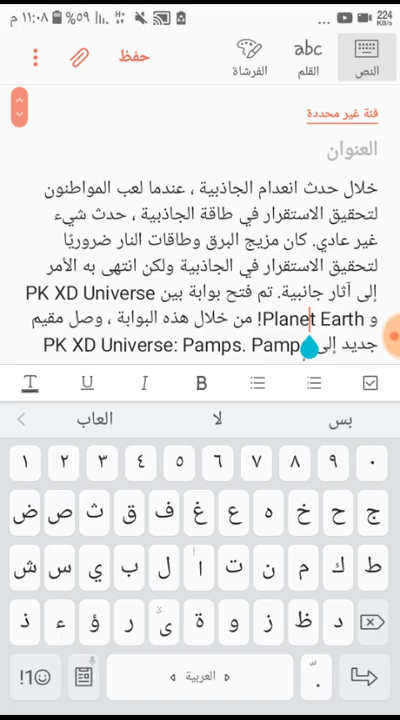 ١١:٠٨ م ٥٩% 224 KB/s
حفظ
الفرشاة
abc القلم
النص
فئة غير محددة
العنوان
خلال حدث انعدام الجاذبية ، عندما لعب المواطنون
لتحقيق الاستقرار في طاقة الجاذبية ، حدث شيء
غير عادي. كان مزيج البرق وطاقات النار ضروريًا
لتحقيق الاستقرار في الجاذبية ولكن انتهى به الأمر
إلى آثار جانبية. تم فتح بوابة بين PK XD Universe
و Planet Earth! من خلال هذه البوابة ، وصل مقيم
جديد إلى PK XD Universe: Pamps. Pamp
T U I B
العاب لا بس
١ ٢ ٣ ٤ ٥ ٦ ٧ ٨ ٩ ٠
ض ص ث ق ف غ ع ه خ ح ج
ش س ي ب ل ا ت ن م ك ط
ذ ء ؤ ر ى ة و ز ظ د
!1☺ العربية .